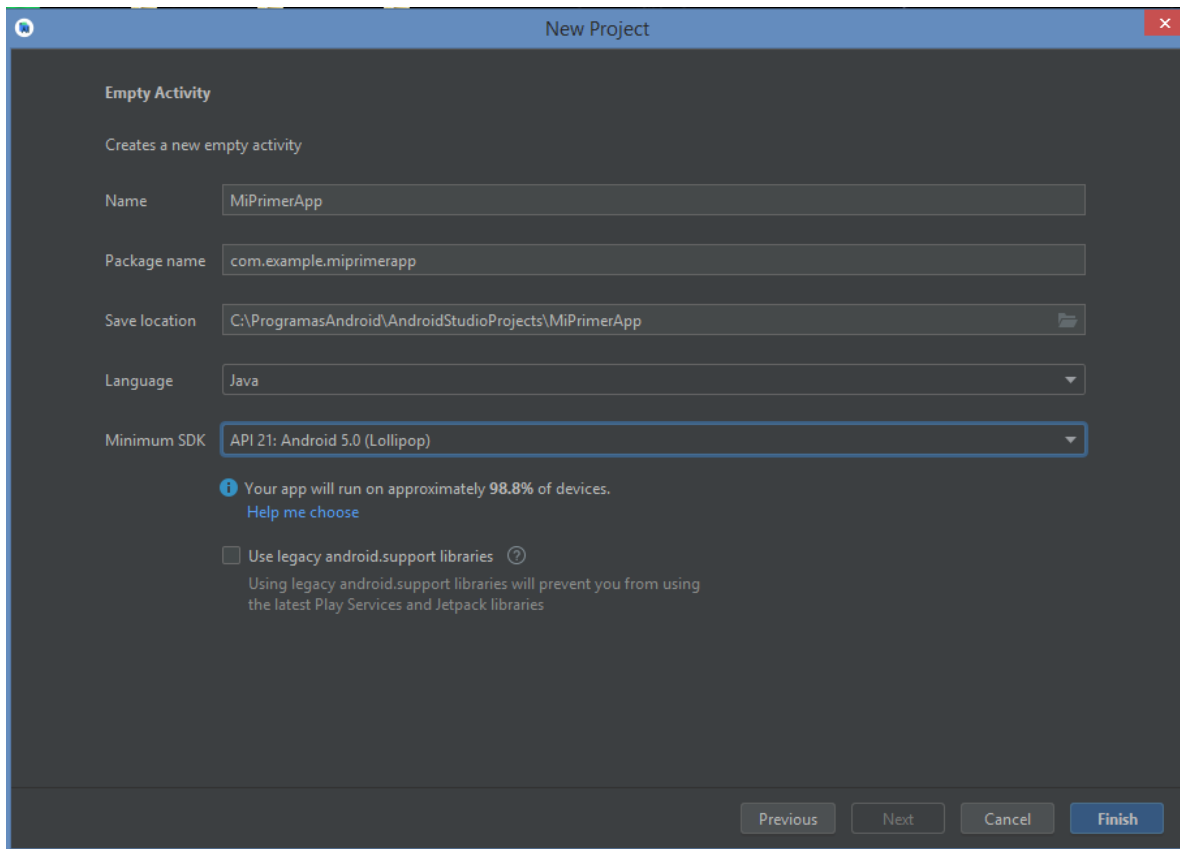 New Project
Empty Activity
Creates a new empty activity
Name MiPrimerApp
Package name com.example.miprimerapp
Save location C:\ProgramasAndroid\AndroidStudioProjects\MiPrimerApp
Language Java
Minimum SDK API 21: Android 5.0 (Lollipop)
Your app will run on approximately 98.8% of devices.
Help me choose
Use legacy android.support libraries ?
Using legacy android.support libraries will prevent you from using
the latest Play Services and Jetpack libraries
Previous Next Cancel Finish